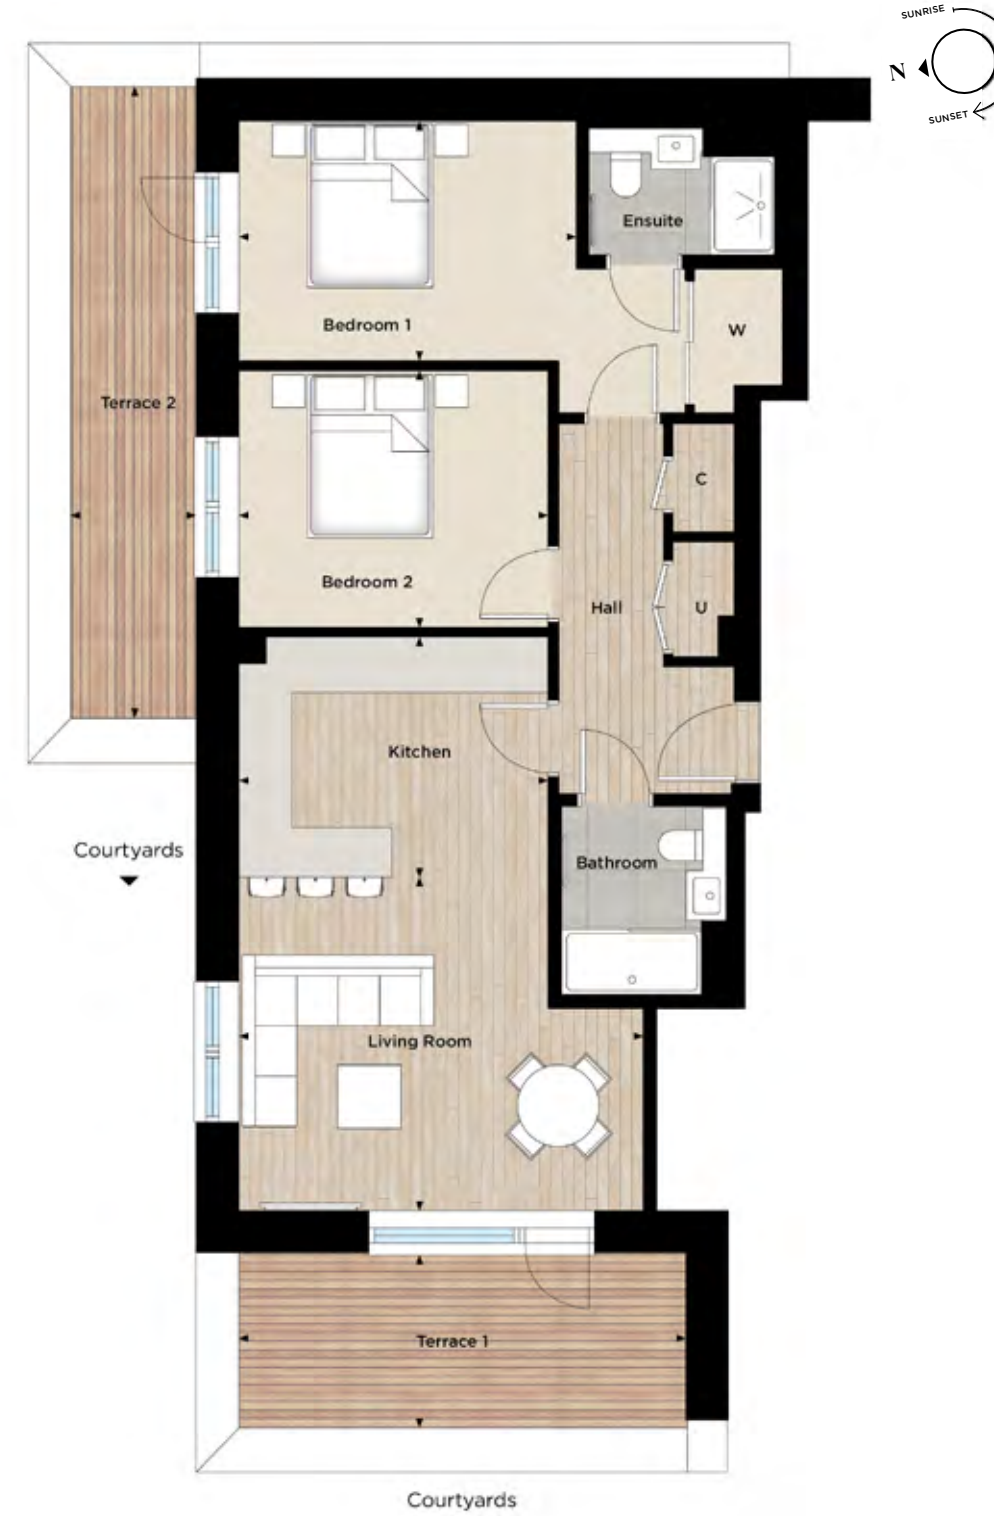 SUNRISE
N
SUNSET
Ensuite
Bedroom 1
W
Terrace 2
C
Bedroom 2
Hall
U
Kitchen
Courtyards
Bathroom
Living Room
Terrace 1
Courtyards